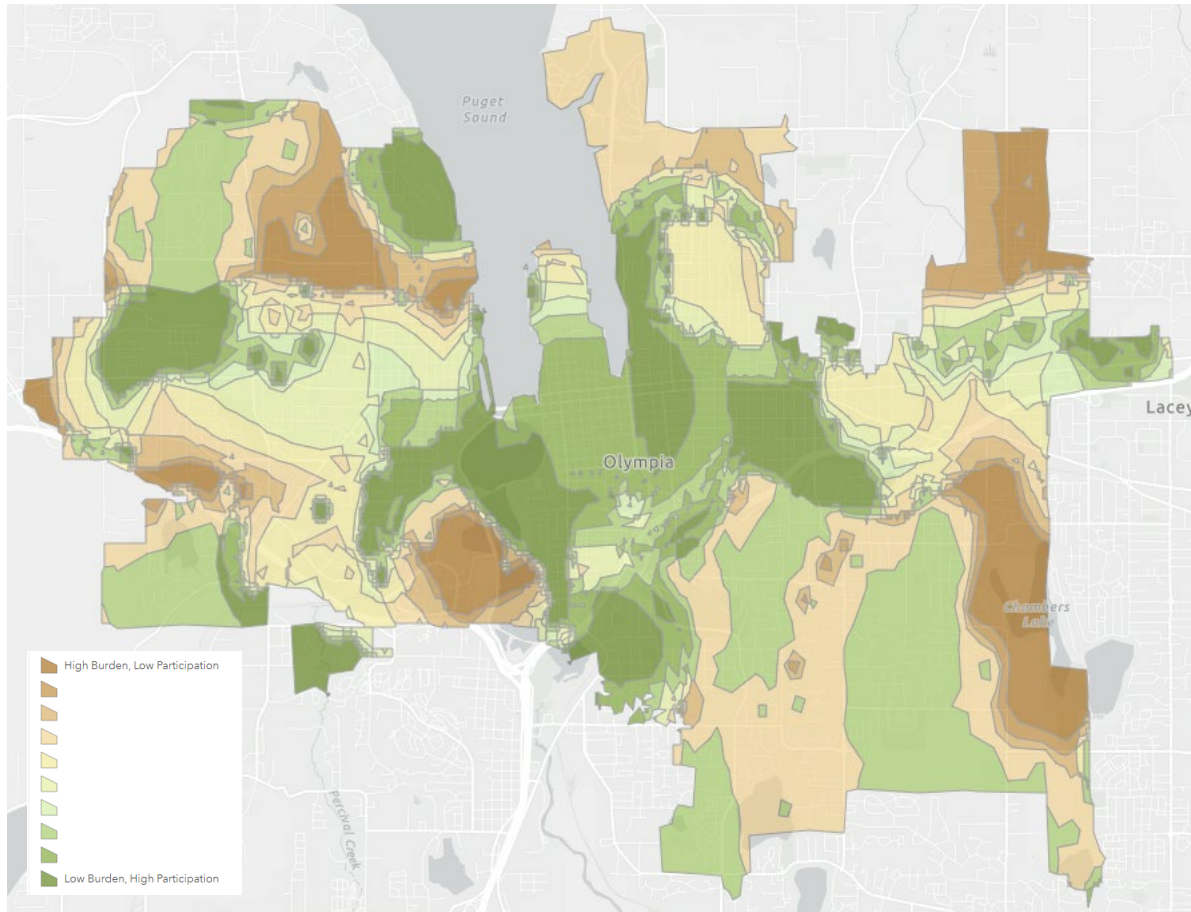 Puget
Sound
Lacey
Olympia
Chambers
Lake
High Burden, Low Participation
Percival Creek
Low Burden, High Participation